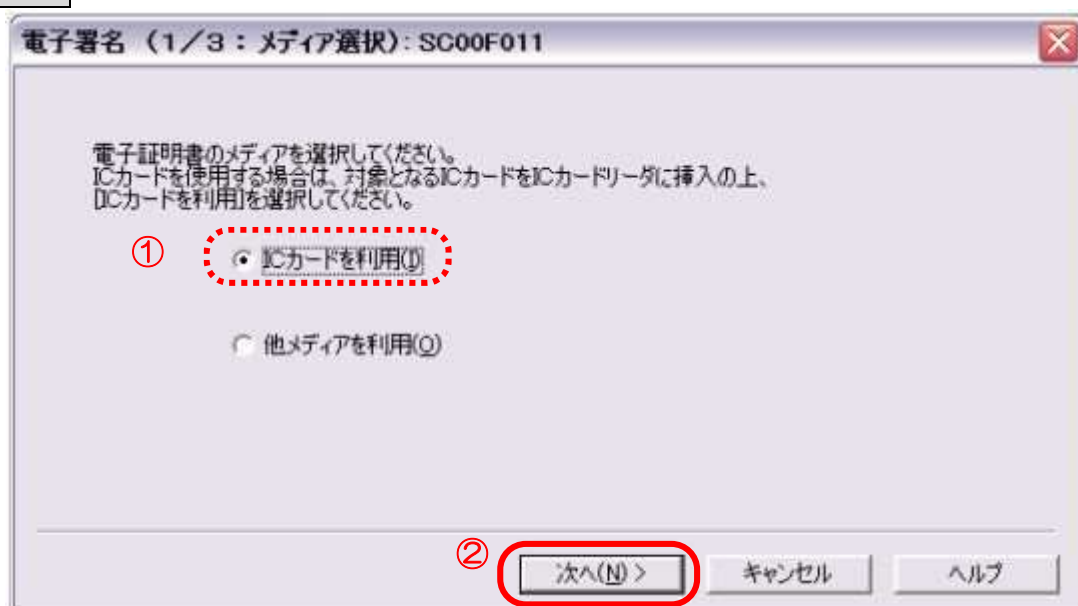 電子署名 (1/3:メディア選択): SC00F011
電子証明書のメディアを選択してください。
ICカードを使用する場合は、対象となるICカードをICカードリーダに挿入の上、
[ICカードを利用]を選択してください。
① ICカードを利用(I)
他メディアを利用(O)
② 次へ(N) > キャンセル ヘルプ